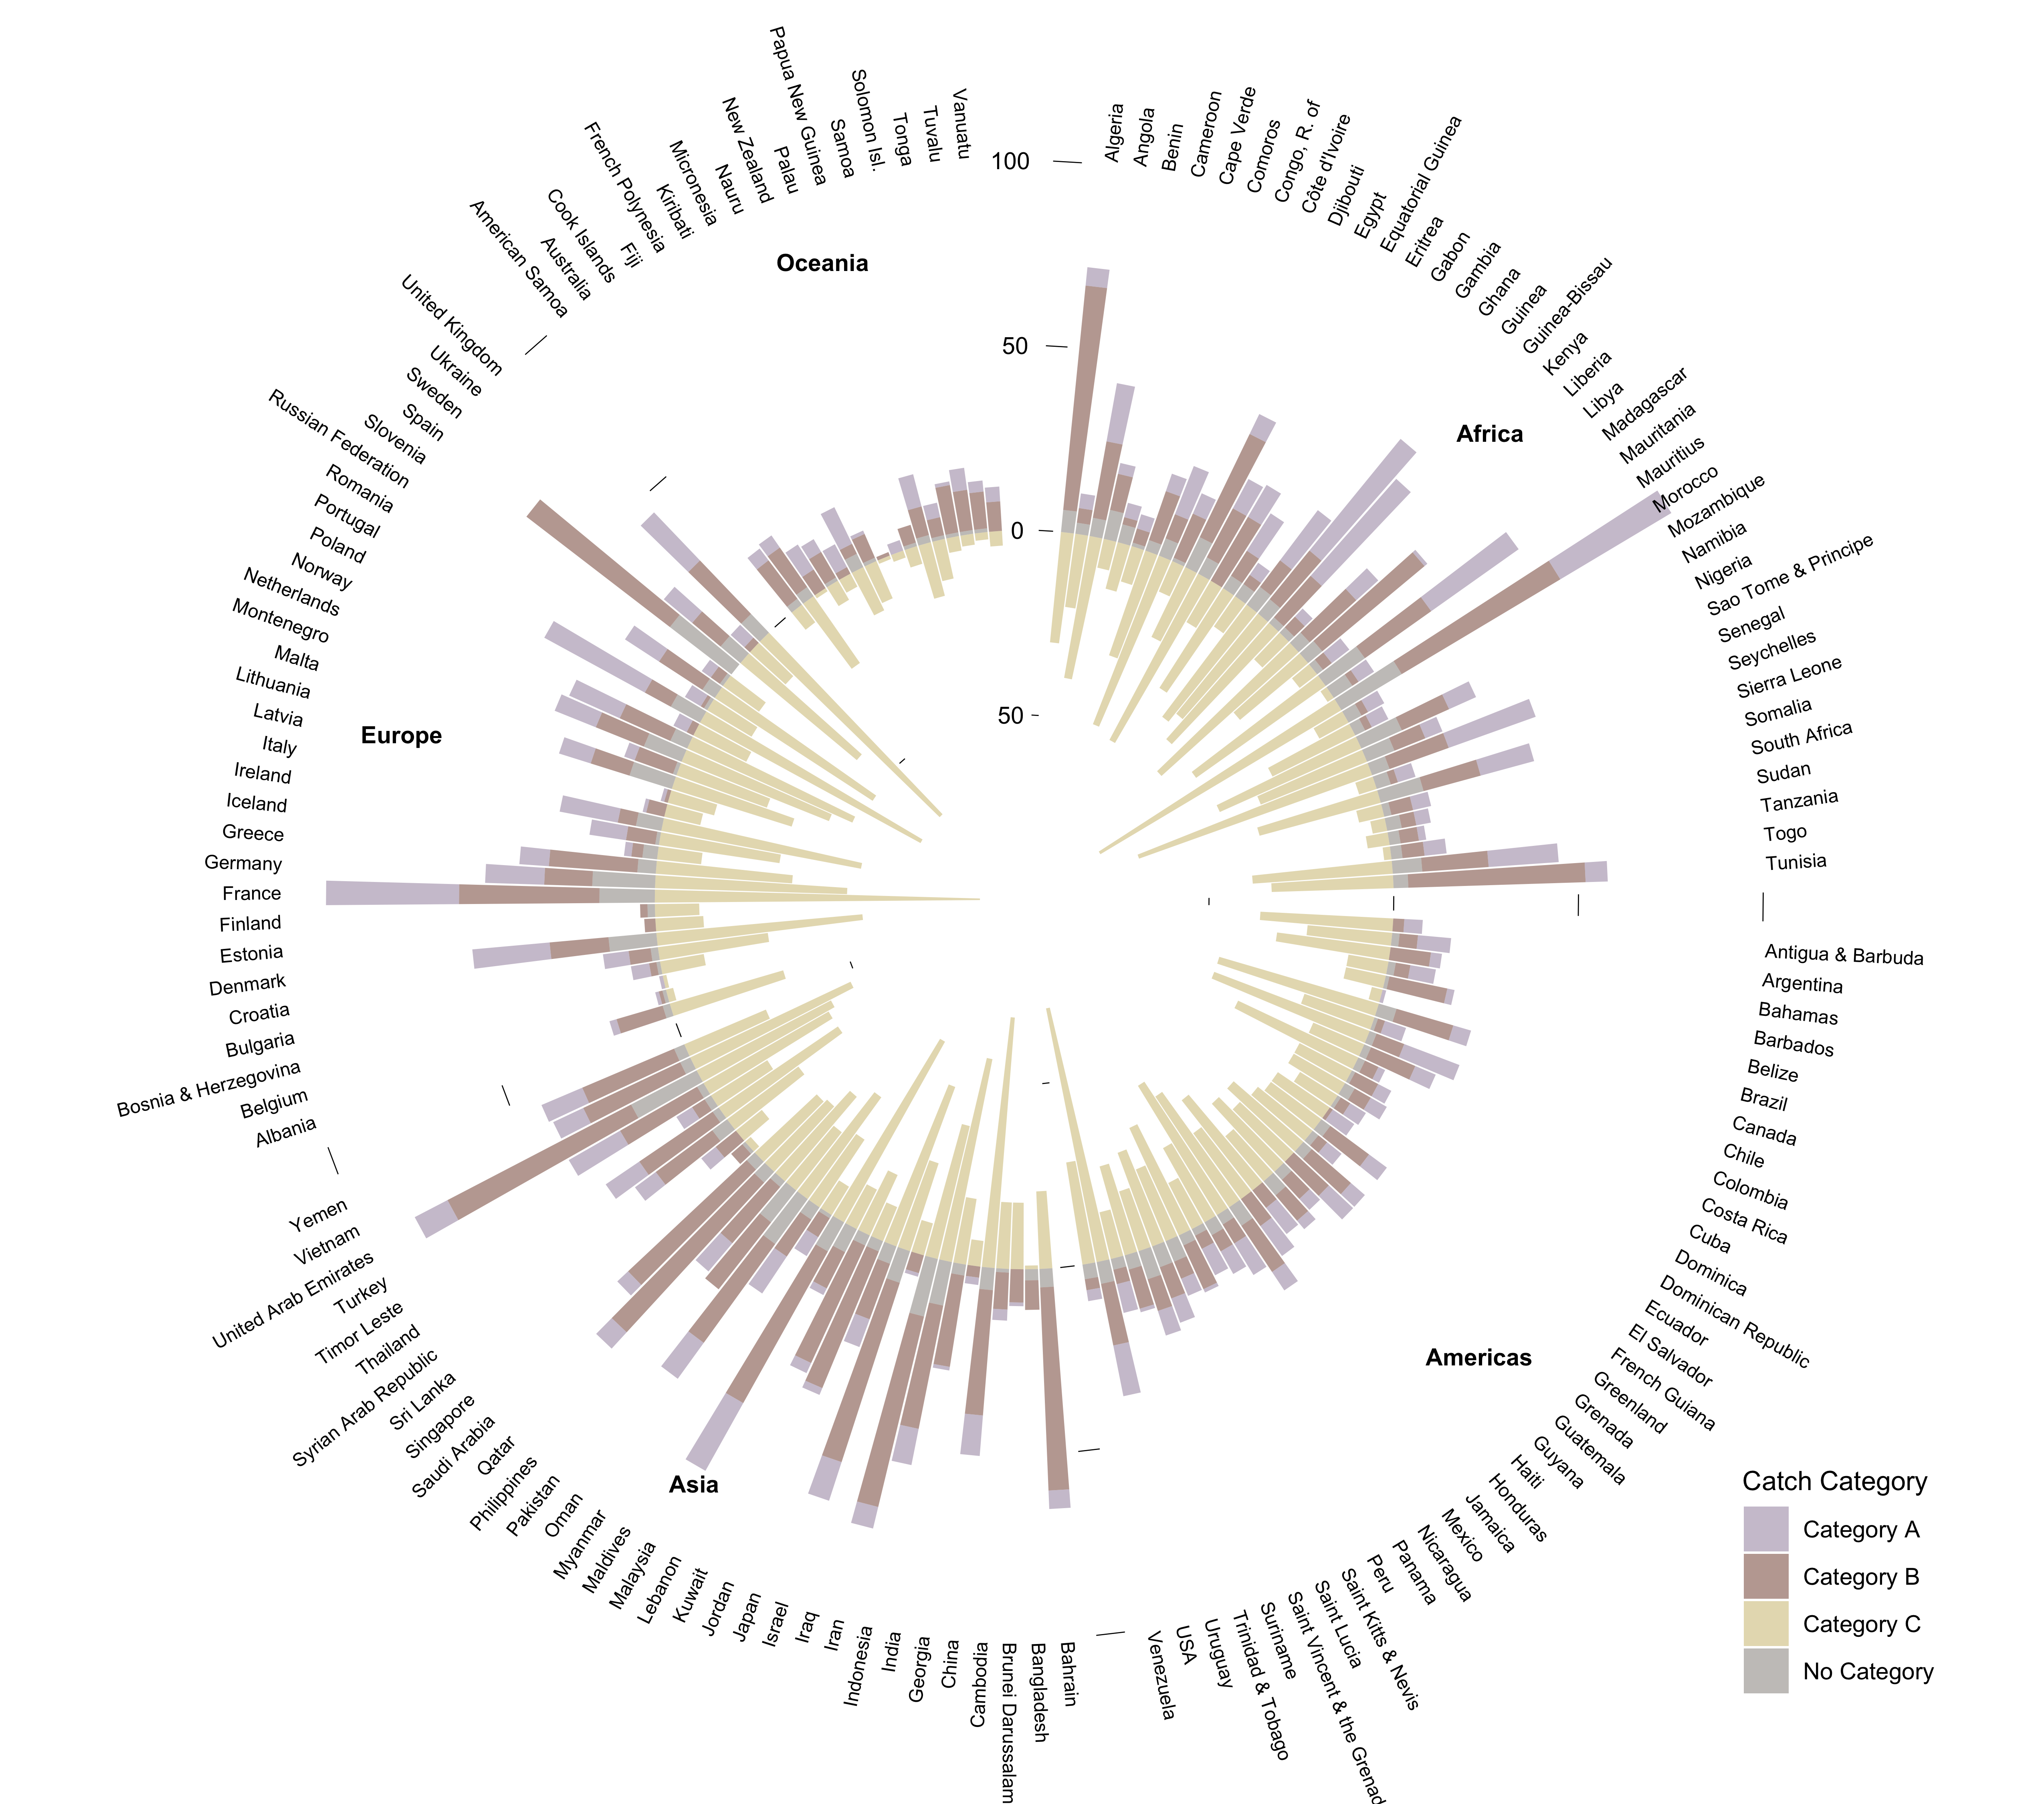 100
50
0
50
Oceania
Africa
Europe
Americas
Asia
Algeria
Angola
Benin
Cameroon
Cape Verde
Comoros
Congo, R. of
Côte d'Ivoire
Djibouti
Egypt
Equatorial Guinea
Eritrea
Gabon
Gambia
Ghana
Guinea
Guinea-Bissau
Kenya
Liberia
Libya
Madagascar
Mauritania
Mauritius
Morocco
Mozambique
Namibia
Nigeria
Sao Tome & Principe
Senegal
Seychelles
Sierra Leone
Somalia
South Africa
Sudan
Tanzania
Togo
Tunisia
Antigua & Barbuda
Argentina
Bahamas
Barbados
Belize
Brazil
Canada
Chile
Colombia
Costa Rica
Cuba
Dominica
Dominican Republic
Ecuador
El Salvador
French Guiana
Greenland
Grenada
Guatemala
Guyana
Haiti
Honduras
Jamaica
Mexico
Nicaragua
Panama
Peru
Saint Kitts & Nevis
Saint Lucia
Saint Vincent & the Grenad
Suriname
Trinidad & Tobago
Uruguay
USA
Venezuela
Bahrain
Bangladesh
Brunei Darussalam
Cambodia
China
Georgia
India
Indonesia
Iran
Iraq
Israel
Japan
Jordan
Kuwait
Lebanon
Malaysia
Maldives
Myanmar
Oman
Pakistan
Philippines
Qatar
Saudi Arabia
Singapore
Sri Lanka
Syrian Arab Republic
Thailand
Timor Leste
Turkey
United Arab Emirates
Vietnam
Yemen
Albania
Belgium
Bosnia & Herzegovina
Bulgaria
Croatia
Denmark
Estonia
Finland
France
Germany
Greece
Iceland
Ireland
Italy
Latvia
Lithuania
Malta
Montenegro
Netherlands
Norway
Poland
Portugal
Romania
Russian Federation
Slovenia
Spain
Sweden
Ukraine
United Kingdom
American Samoa
Australia
Cook Islands
Fiji
French Polynesia
Kiribati
Micronesia
Nauru
New Zealand
Palau
Papua New Guinea
Samoa
Solomon Isl.
Tonga
Tuvalu
Vanuatu
Catch Category
Category A
Category B
Category C
No Category